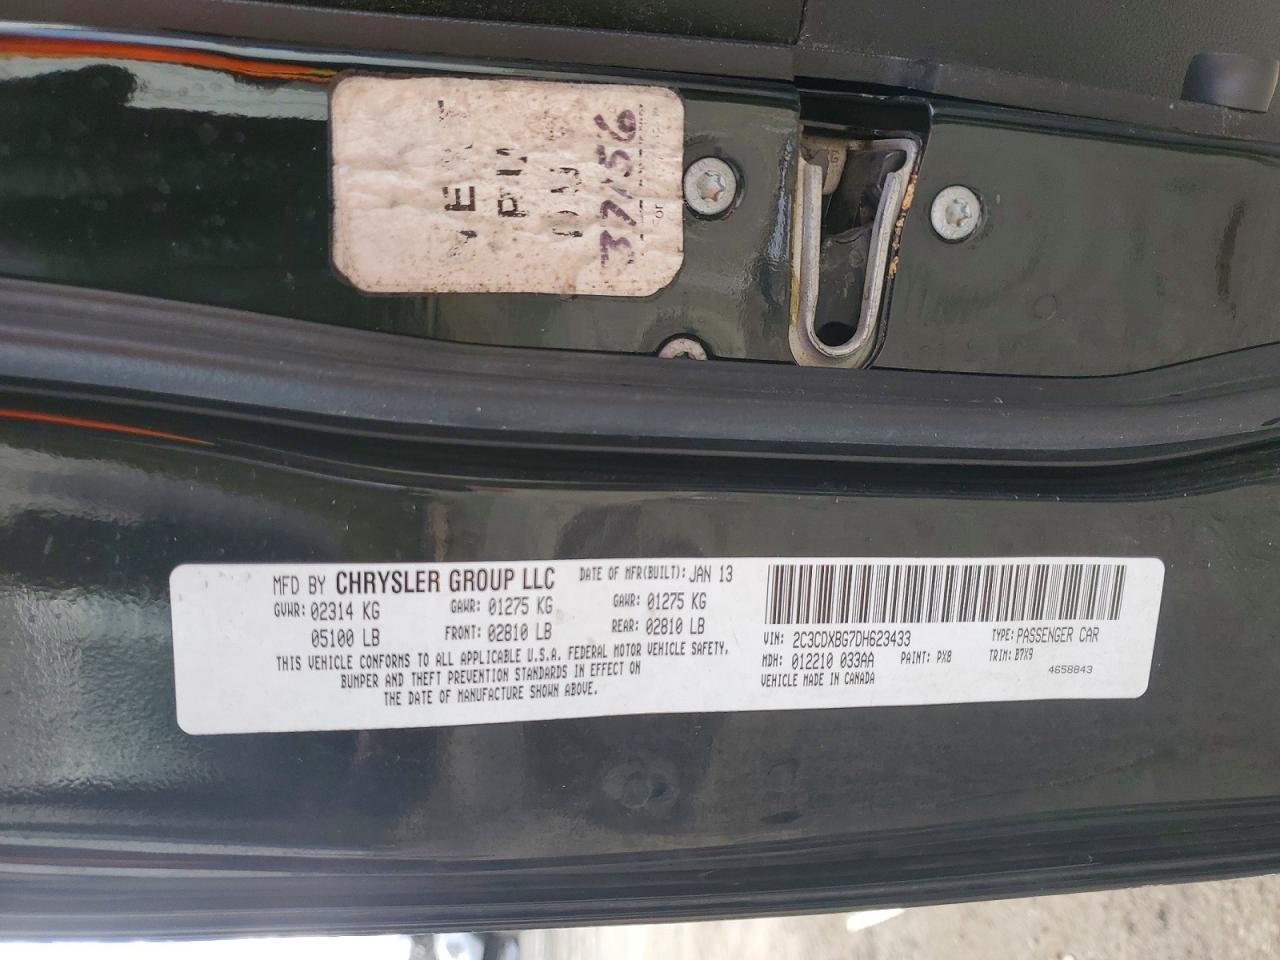 37156
MFD BY CHRYSLER GROUP LLC DATE OF MFR(BUILT): JAN 13
GVWR: 02314 KG GAWR: 01275 KG GAWR: 01275 KG
05100 LB FRONT: 02810 LB REAR: 02810 LB
THIS VEHICLE CONFORMS TO ALL APPLICABLE U.S.A. FEDERAL MOTOR VEHICLE SAFETY,
BUMPER AND THEFT PREVENTION STANDARDS IN EFFECT ON
THE DATE OF MANUFACTURE SHOWN ABOVE.
VIN: 2C3CDXBG7DH623433 TYPE: PASSENGER CAR
MDH: 012210 033AA PAINT: PX8 TRIM: B7X9
VEHICLE MADE IN CANADA 4658843